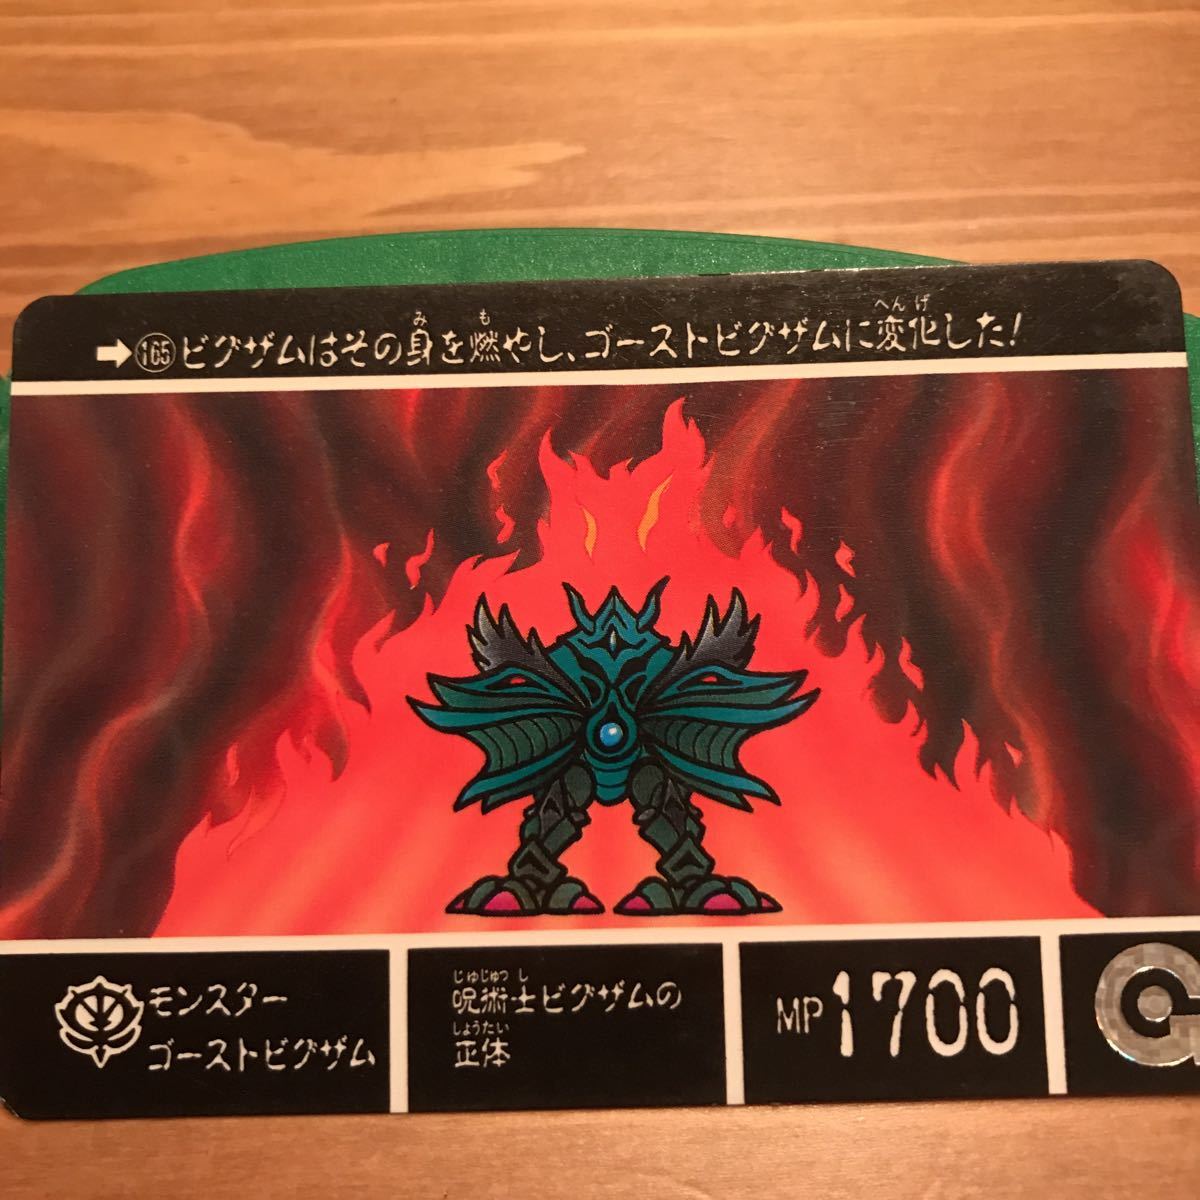 ➡165ビグザムはその身を燃やし、ゴーストビグザムに変化した!
み も へんげ
モンスター
ゴーストビグザム
じゅじゅつし
呪術士ビグザムの
しょうたい
正体
MP 1700